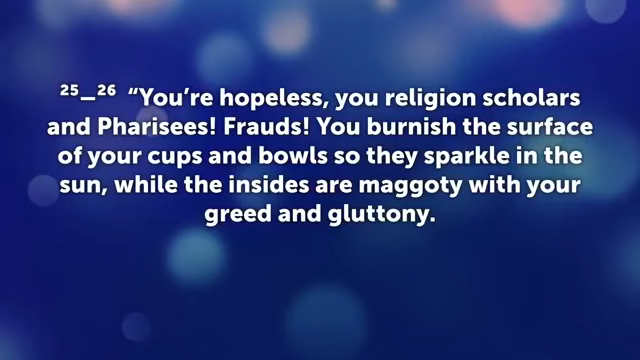 ²⁵–²⁶ “You’re hopeless, you religion scholars
and Pharisees! Frauds! You burnish the surface
of your cups and bowls so they sparkle in the
sun, while the insides are maggoty with your
greed and gluttony.